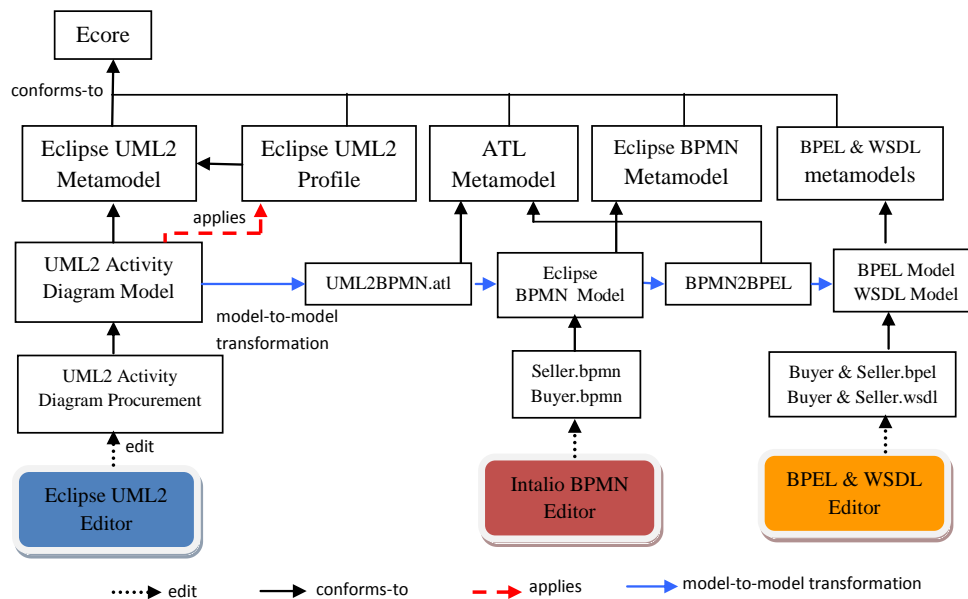 Ecore
conforms-to
Eclipse UML2
Metamodel
Eclipse UML2
Profile
ATL
Metamodel
Eclipse BPMN
Metamodel
BPEL & WSDL
metamodels
applies
UML2 Activity
Diagram Model
UML2BPMN.atl
Eclipse
BPMN Model
BPMN2BPEL
BPEL Model
WSDL Model
model-to-model
transformation
UML2 Activity
Diagram Procurement
Seller.bpmn
Buyer.bpmn
Buyer & Seller.bpel
Buyer & Seller.wsdl
edit
Eclipse UML2
Editor
Intalio BPMN
Editor
BPEL & WSDL
Editor
edit
conforms-to
applies
model-to-model transformation